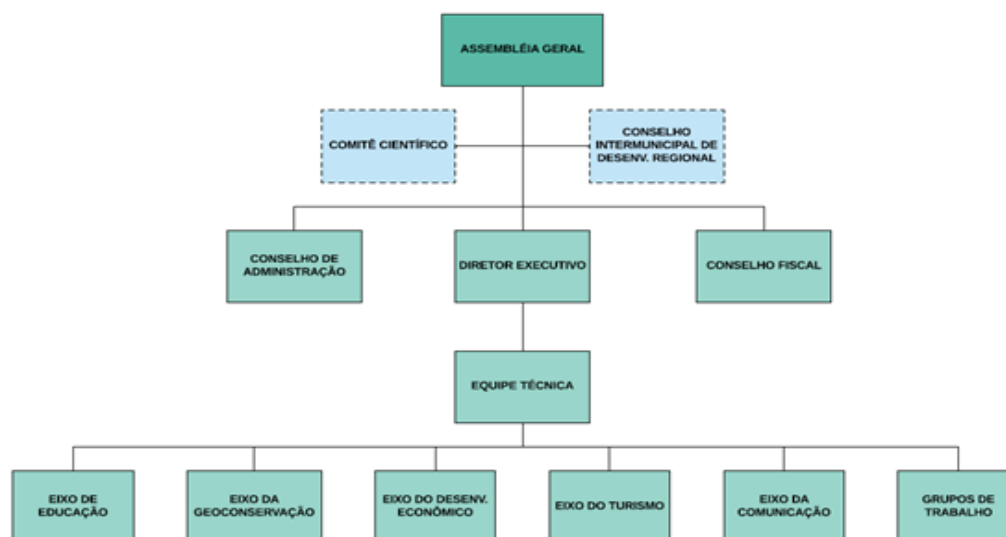 ASSEMBLÉIA GERAL
COMITÊ CIENTÍFICO
CONSELHO
INTERMUNICIPAL DE
DESENV. REGIONAL
CONSELHO DE
ADMINISTRAÇÃO
DIRETOR EXECUTIVO
CONSELHO FISCAL
EQUIPE TÉCNICA
EIXO DE
EDUCAÇÃO
EIXO DA
GEOCONSERVAÇÃO
EIXO DO DESENV.
ECONÔMICO
EIXO DO TURISMO
EIXO DA
COMUNICAÇÃO
GRUPOS DE
TRABALHO